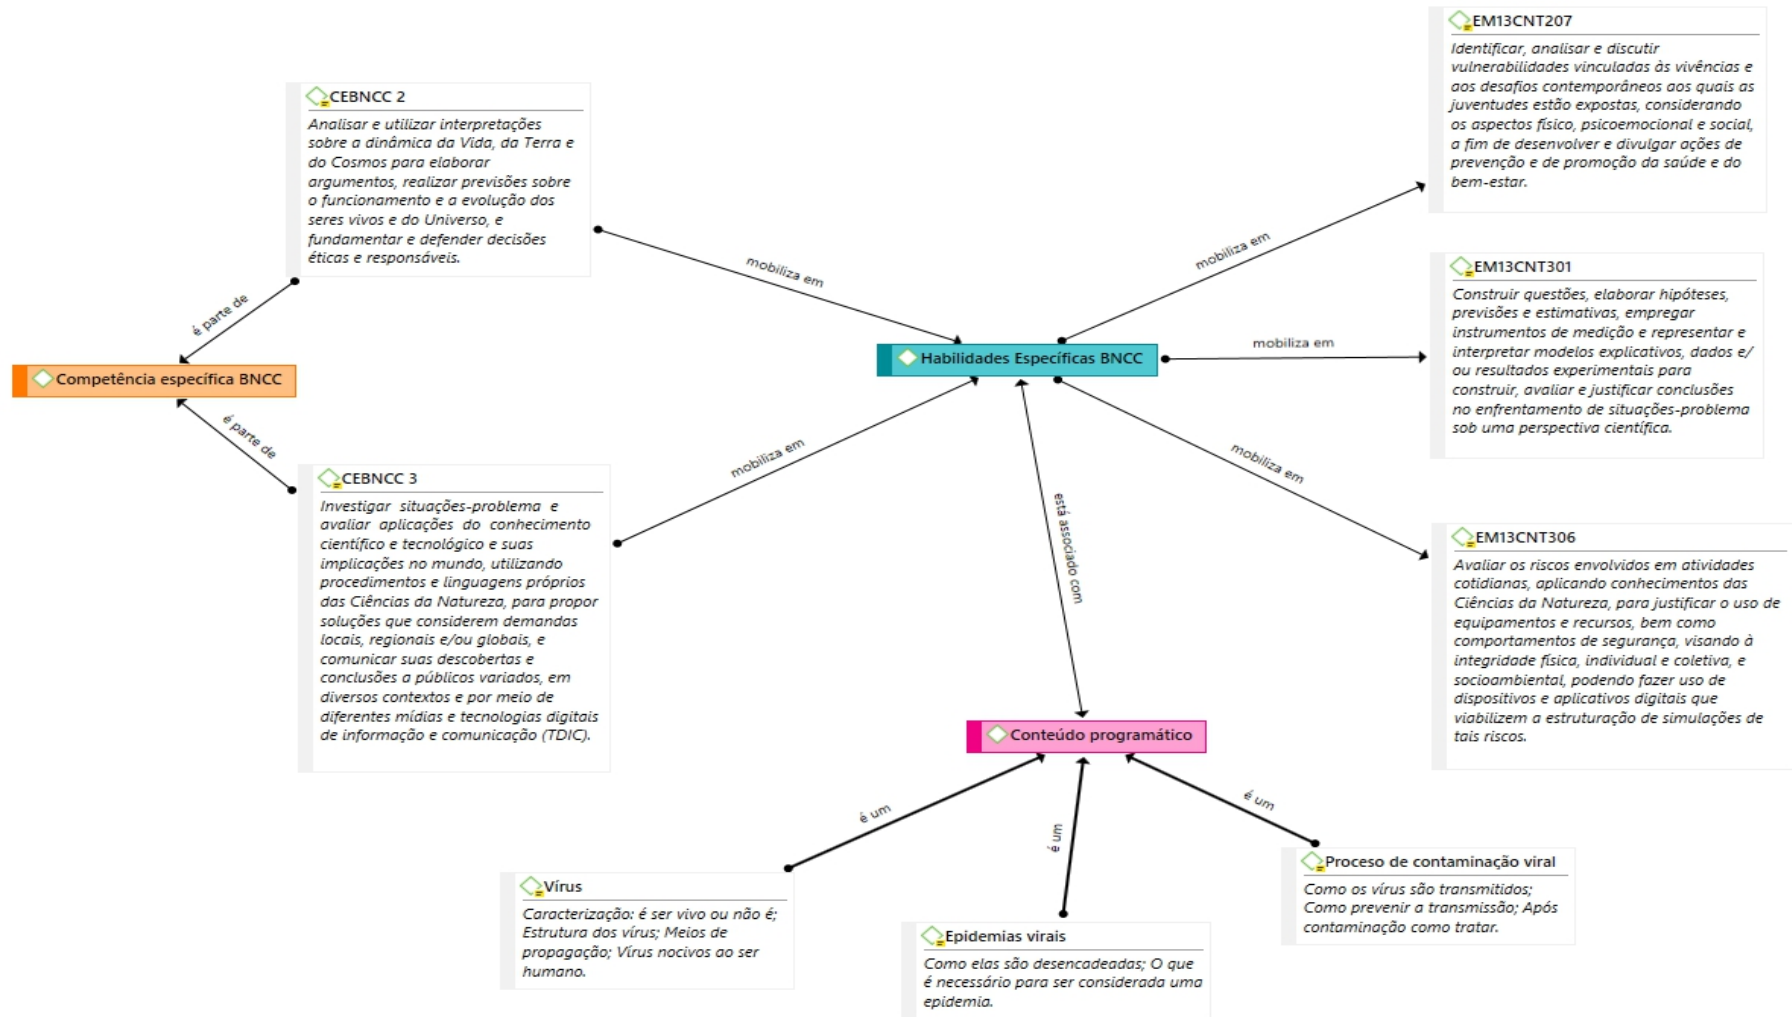 CEBNCC 2
Analisar e utilizar interpretações
sobre a dinâmica da Vida, da Terra e
do Cosmos para elaborar
argumentos, realizar previsões sobre
o funcionamento e a evolução dos
seres vivos e do Universo, e
fundamentar e defender decisões
éticas e responsáveis.
é parte de
mobiliza em
Competência específica BNCC
é parte de
CEBNCC 3
Investigar situações-problema e
avaliar aplicações do conhecimento
científico e tecnológico e suas
implicações no mundo, utilizando
procedimentos e linguagens próprios
das Ciências da Natureza, para propor
soluções que considerem demandas
locais, regionais e/ou globais, e
comunicar suas descobertas e
conclusões a públicos variados, em
diversos contextos e por meio de
diferentes mídias e tecnologias digitais
de informação e comunicação (TDIC).
mobiliza em
Habilidades Específicas BNCC
mobiliza em
mobiliza em
mobiliza em
está associado com
EM13CNT207
Identificar, analisar e discutir
vulnerabilidades vinculadas às vivências e
aos desafios contemporâneos aos quais as
juventudes estão expostas, considerando
os aspectos físico, psicoemocional e social,
a fim de desenvolver e divulgar ações de
prevenção e de promoção da saúde e do
bem-estar.
EM13CNT301
Construir questões, elaborar hipóteses,
previsões e estimativas, empregar
instrumentos de medição e representar e
interpretar modelos explicativos, dados e/
ou resultados experimentais para
construir, avaliar e justificar conclusões
no enfrentamento de situações-problema
sob uma perspectiva científica.
EM13CNT306
Avaliar os riscos envolvidos em atividades
cotidianas, aplicando conhecimentos das
Ciências da Natureza, para justificar o uso de
equipamentos e recursos, bem como
comportamentos de segurança, visando à
integridade física, individual e coletiva, e
socioambiental, podendo fazer uso de
dispositivos e aplicativos digitais que
viabilizem a estruturação de simulações de
tais riscos.
Conteúdo programático
é um
é um
é um
Vírus
Caracterização: é ser vivo ou não é;
Estrutura dos vírus; Meios de
propagação; Vírus nocivos ao ser
humano.
Epidemias virais
Como elas são desencadeadas; O que
é necessário para ser considerada uma
epidemia.
Proceso de contaminação viral
Como os vírus são transmitidos;
Como prevenir a transmissão; Após
contaminação como tratar.